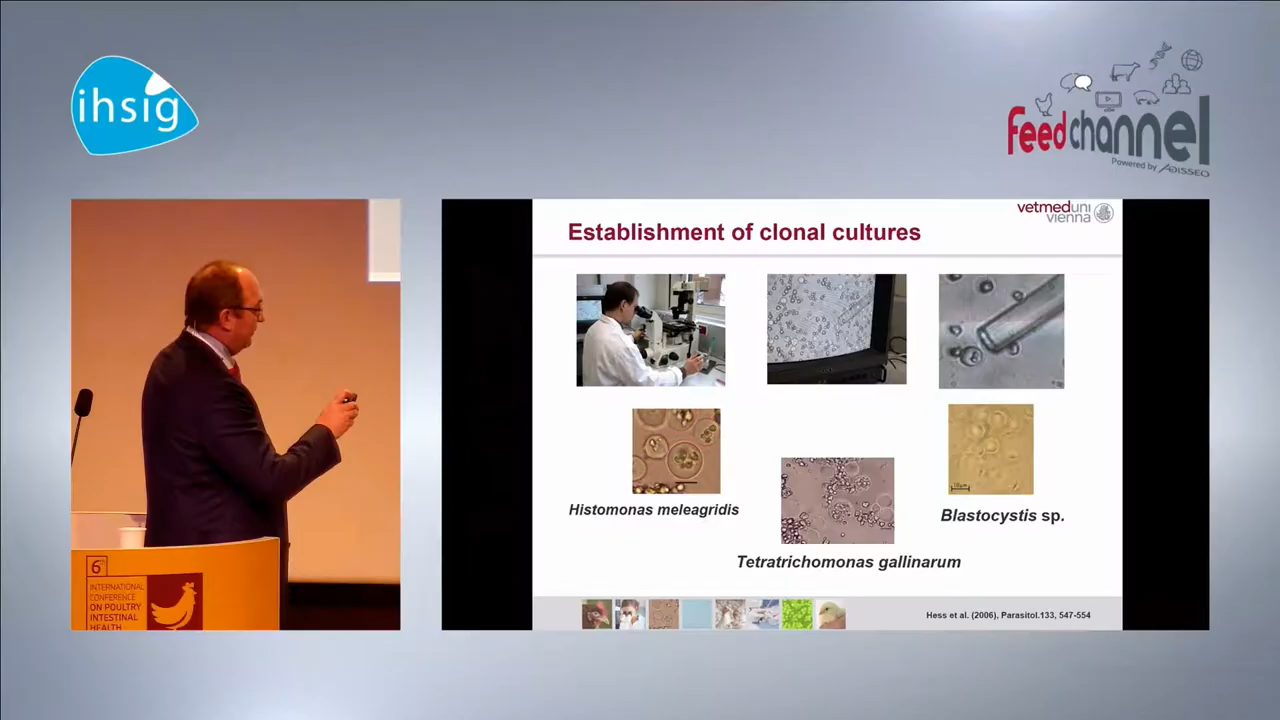 ihsig
feedchannel
Powered by ADISSEO
vetmeduni
vienna
Establishment of clonal cultures
Histomonas meleagridis
Blastocystis sp.
Tetratrichomonas gallinarum
Hess et al. (2006), Parasitol.133, 547-554
6th
INTERNATIONAL
CONFERENCE
ON POULTRY
INTESTINAL
HEALTH